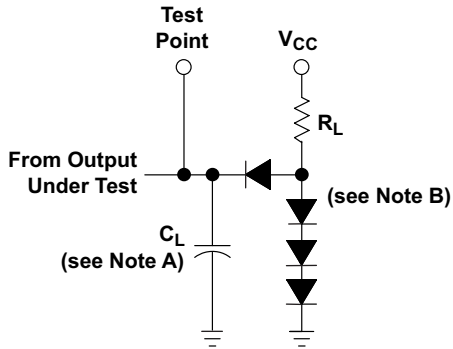 Test
Point
VCC
RL
From Output
Under Test
(see Note B)
CL
(see Note A)